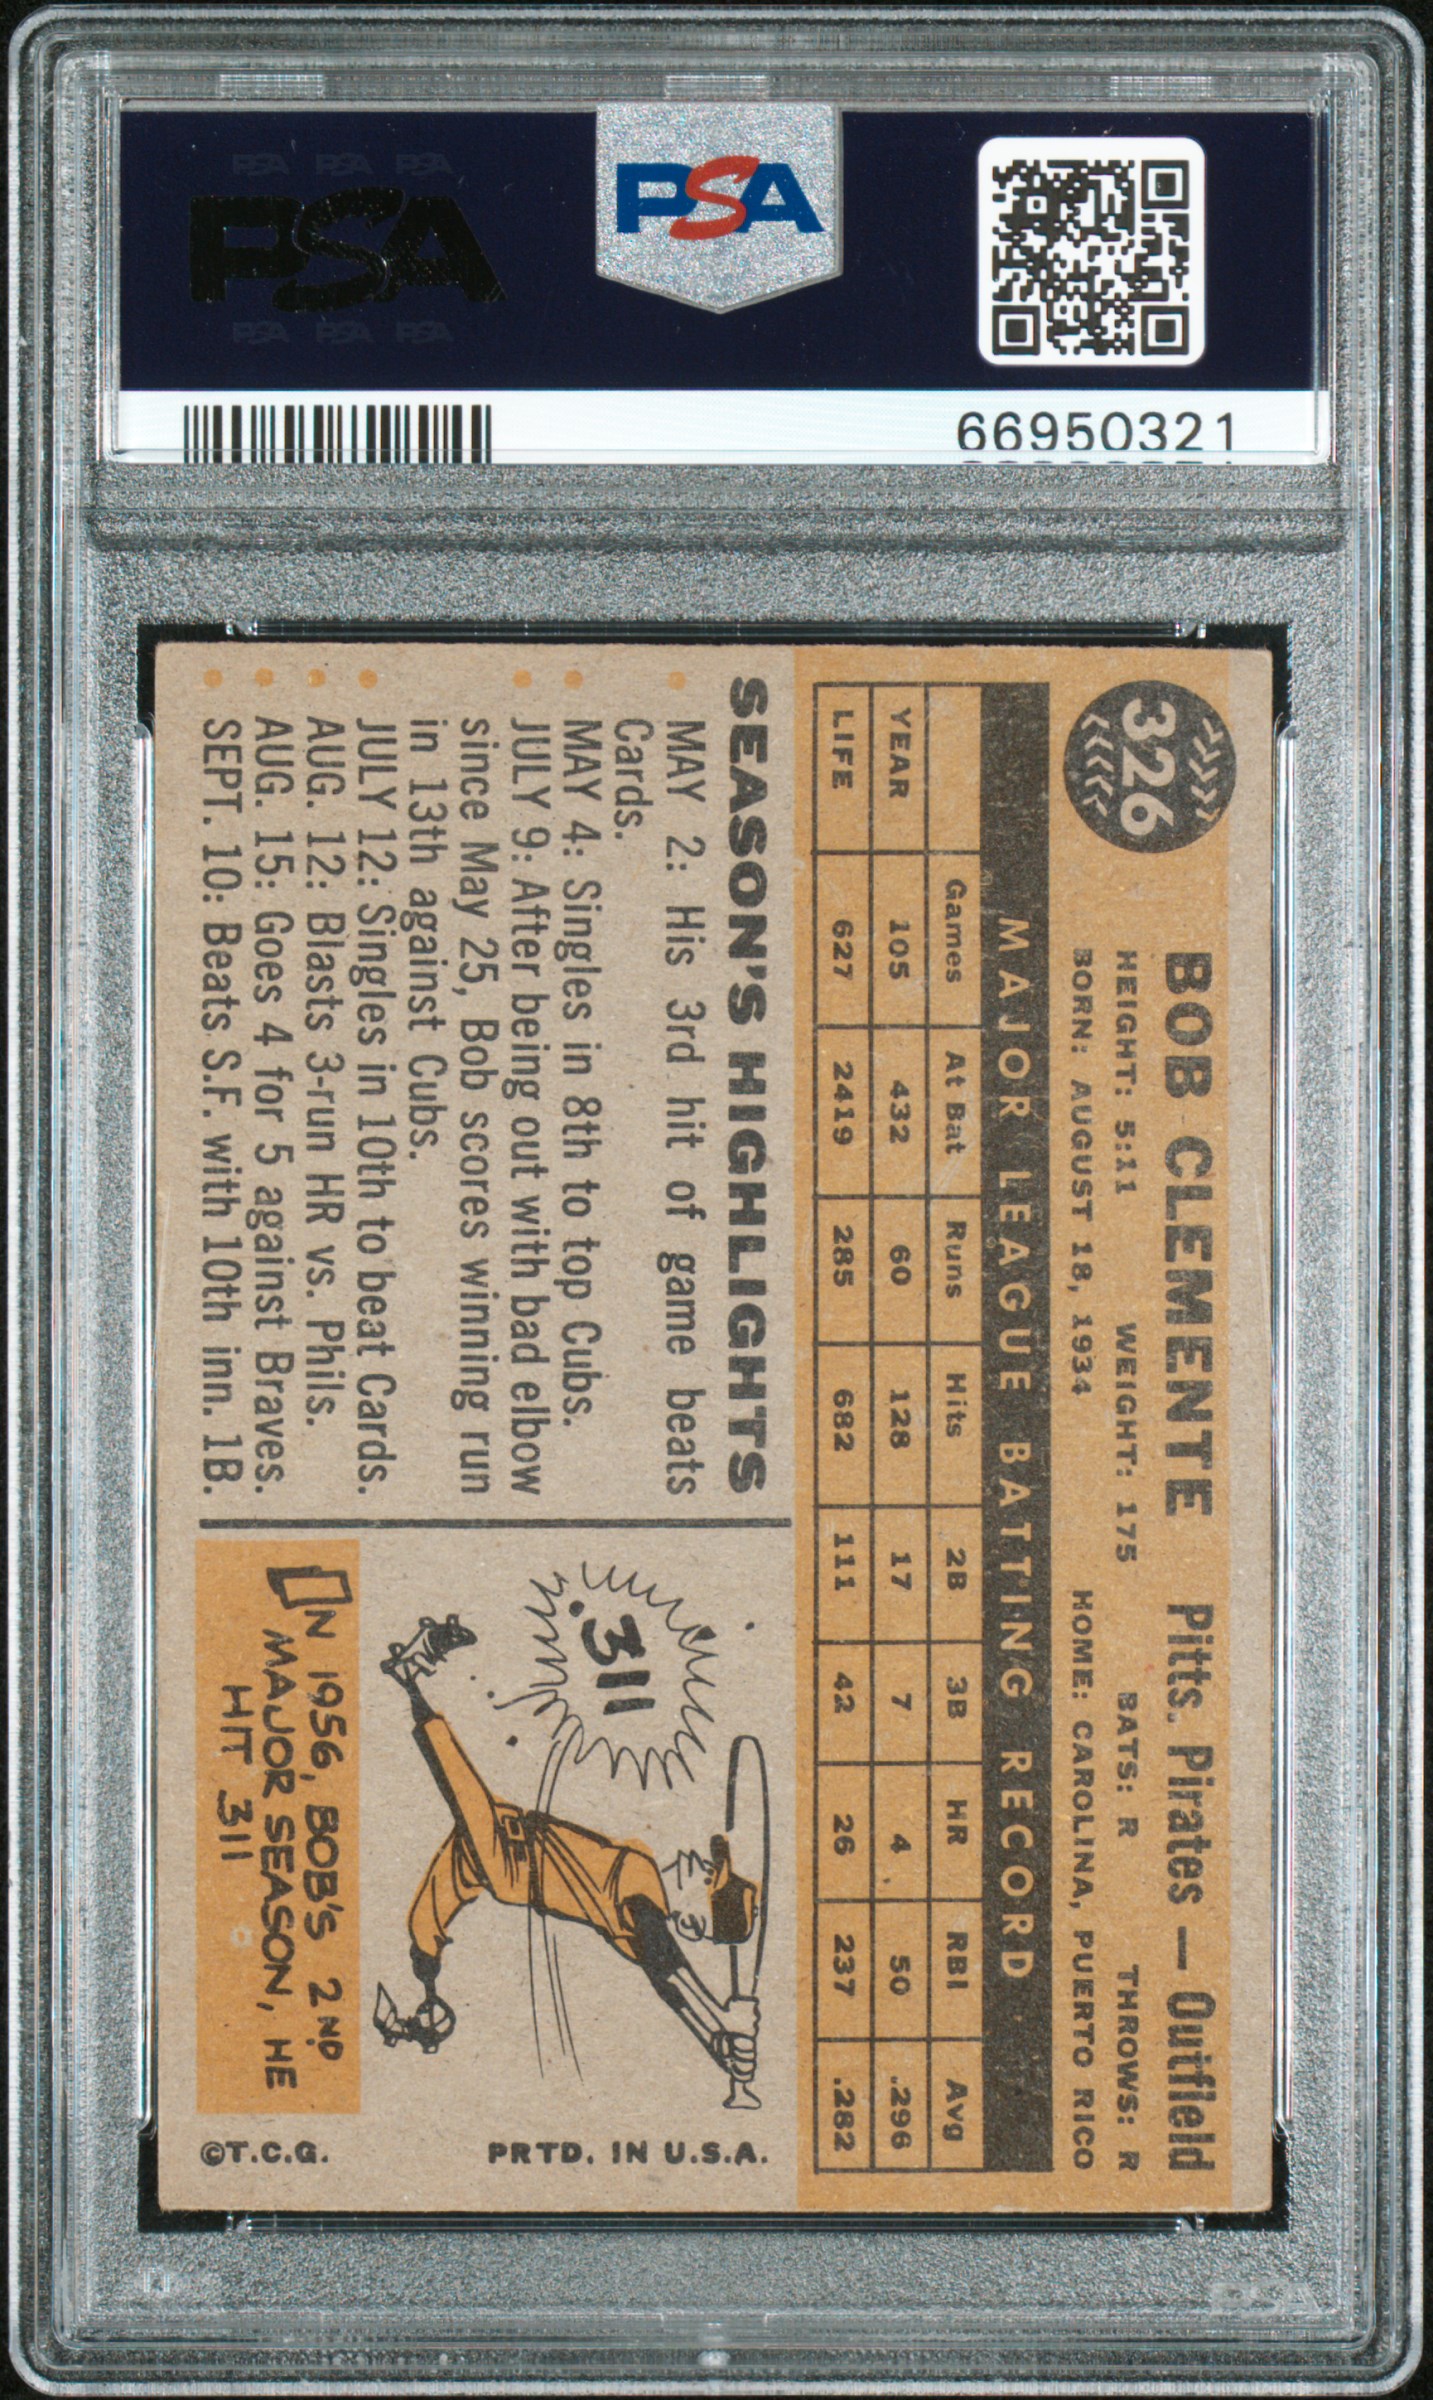 PSA PSA PSA
PSA
PSA PSA PSA
PSA
66950321
326
BOB CLEMENTE Pitts. Pirates — Outfield
HEIGHT: 5:11 WEIGHT: 175 BATS: R THROWS: R
BORN: AUGUST 18, 1934 HOME: CAROLINA, PUERTO RICO
MAJOR LEAGUE BATTING RECORD
Games At Bat Runs Hits 2B 3B HR RBI Avg
YEAR 105 432 60 128 17 7 4 50 .296
LIFE 627 2419 285 682 111 42 26 237 .282
SEASON'S HIGHLIGHTS
MAY 2: His 3rd hit of game beats
Cards.
MAY 4: Singles in 8th to top Cubs.
JULY 9: After being out with bad elbow
since May 25, Bob scores winning run
in 13th against Cubs.
JULY 12: Singles in 10th to beat Cards.
AUG. 12: Blasts 3-run HR vs. Phils.
AUG. 15: Goes 4 for 5 against Braves.
SEPT. 10: Beats S.F. with 10th inn. 1B.
.311
IN 1956, BOB'S 2ND
MAJOR SEASON, HE
HIT 311
PRTD. IN U.S.A.
©T.C.G.
PSA